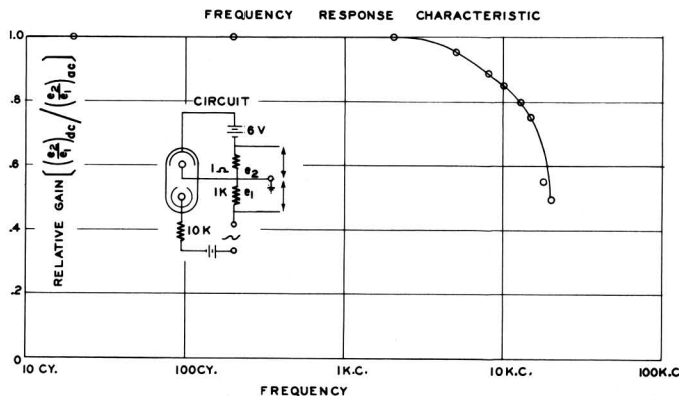 FREQUENCY RESPONSE CHARACTERISTIC
RELATIVE GAIN [(e2/e1)dc / (e2/e1)ac]
1.0
.8
.6
.4
.2
0
CIRCUIT
6V
1Ω
e2
1K
e1
10K
10 CY.
100CY.
1K.C.
10K.C.
100K.C
FREQUENCY